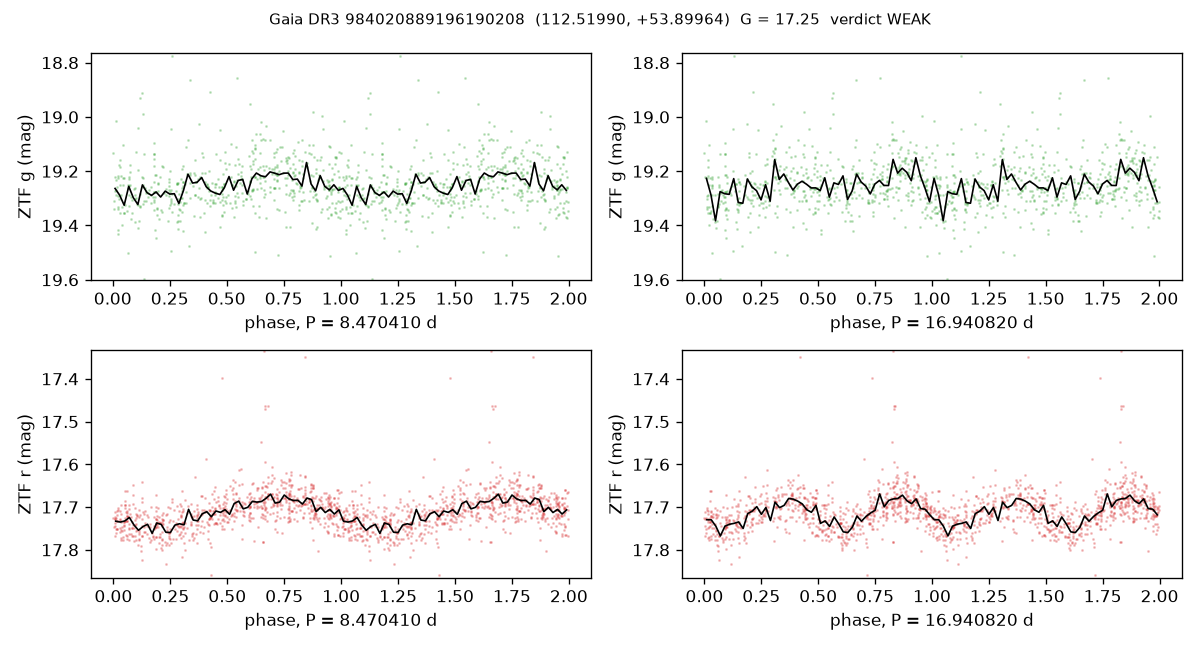 Gaia DR3 984020889196190208  (112.51990, +53.89964)  G = 17.25  verdict WEAK
ZTF g (mag)
18.8
19.0
19.2
19.4
19.6
0.00 0.25 0.50 0.75 1.00 1.25 1.50 1.75 2.00
phase, P = 8.470410 d
ZTF g (mag)
18.8
19.0
19.2
19.4
19.6
0.00 0.25 0.50 0.75 1.00 1.25 1.50 1.75 2.00
phase, P = 16.940820 d
ZTF r (mag)
17.4
17.5
17.6
17.7
17.8
0.00 0.25 0.50 0.75 1.00 1.25 1.50 1.75 2.00
phase, P = 8.470410 d
ZTF r (mag)
17.4
17.5
17.6
17.7
17.8
0.00 0.25 0.50 0.75 1.00 1.25 1.50 1.75 2.00
phase, P = 16.940820 d